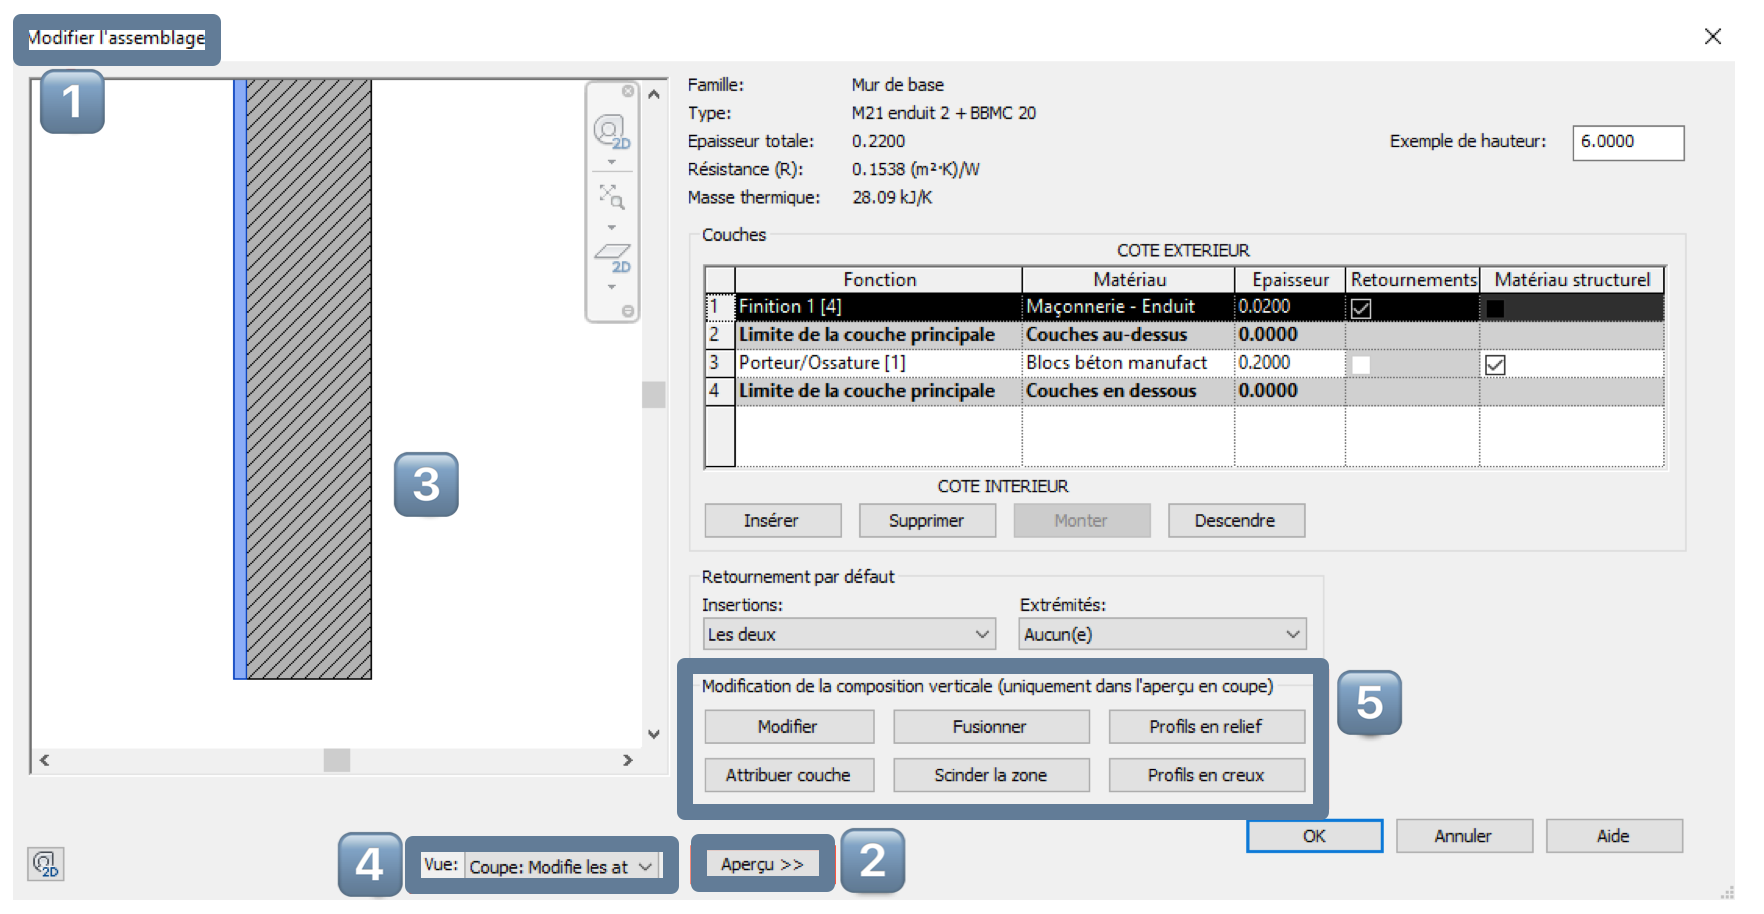 Modifier l'assemblage
1
2D
2D
3
Famille: Mur de base
Type: M21 enduit 2 + BBMC 20
Epaisseur totale: 0.2200
Résistance (R): 0.1538 (m²·K)/W
Masse thermique: 28.09 kJ/K
Exemple de hauteur: 6.0000
Couches
COTE EXTERIEUR
Fonction Matériau Epaisseur Retournements Matériau structurel
1 Finition 1 [4] Maçonnerie - Enduit 0.0200
2 Limite de la couche principale Couches au-dessus 0.0000
3 Porteur/Ossature [1] Blocs béton manufact 0.2000
4 Limite de la couche principale Couches en dessous 0.0000
COTE INTERIEUR
Insérer Supprimer Monter Descendre
Retournement par défaut
Insertions: Extrémités:
Les deux Aucun(e)
Modification de la composition verticale (uniquement dans l'aperçu en coupe)
Modifier Fusionner Profils en relief
Attribuer couche Scinder la zone Profils en creux
5
OK Annuler Aide
2D
4
Vue: Coupe: Modifie les at
Aperçu >>
2